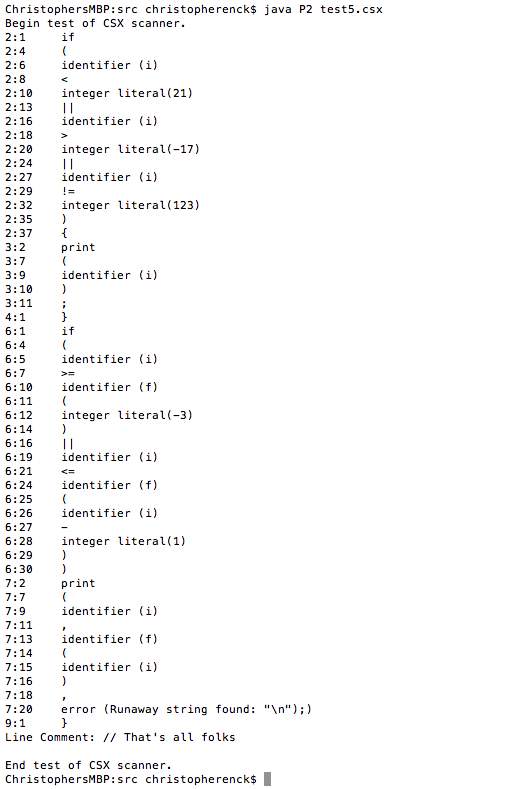 ChristophersMBP:src christopherenck$ java P2 test5.csx
Begin test of CSX scanner.
2:1 if
2:4 (
2:6 identifier (i)
2:8 <
2:10 integer literal(21)
2:13 ||
2:16 identifier (i)
2:18 >
2:20 integer literal(-17)
2:24 ||
2:27 identifier (i)
2:29 !=
2:32 integer literal(123)
2:35 )
2:37 {
3:2 print
3:7 (
3:9 identifier (i)
3:10 )
3:11 ;
4:1 }
6:1 if
6:4 (
6:5 identifier (i)
6:7 >=
6:10 identifier (f)
6:11 (
6:12 integer literal(-3)
6:14 )
6:16 ||
6:19 identifier (i)
6:21 <=
6:24 identifier (f)
6:25 (
6:26 identifier (i)
6:27 -
6:28 integer literal(1)
6:29 )
6:30 )
7:2 print
7:7 (
7:9 identifier (i)
7:11 ,
7:13 identifier (f)
7:14 (
7:15 identifier (i)
7:16 )
7:18 ,
7:20 error (Runaway string found: "\n");)
9:1 }
Line Comment: // That's all folks
End test of CSX scanner.
ChristophersMBP:src christopherenck$